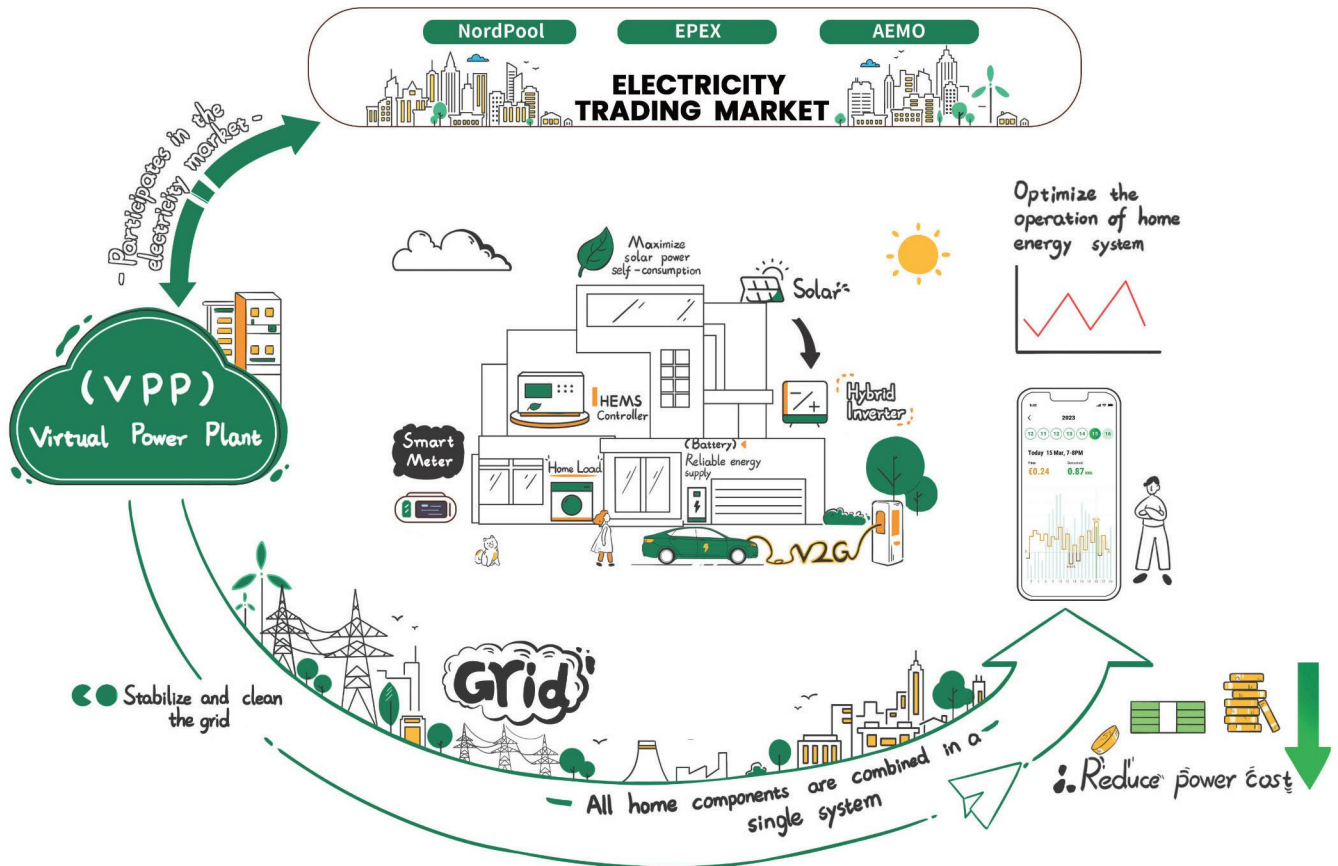 NordPool
EPEX
AEMO
ELECTRICITY
TRADING MARKET
- Participates in the
electricity market -
(VPP)
Virtual Power Plant
Maximize
solar power
self-consumption
Solar
HEMS
Controller
Hybrid
Inverter
Smart
Meter
Home Load
(Battery)
Reliable energy
supply
V2G
Optimize the
operation of home
energy system
2023
12 11 12 13 14 15 16
Today 15 Mar, 7-8PM
£0.24
0.87
Stabilize and clean
the grid
Grid
All home components are combined in a
single system
Reduce power cost